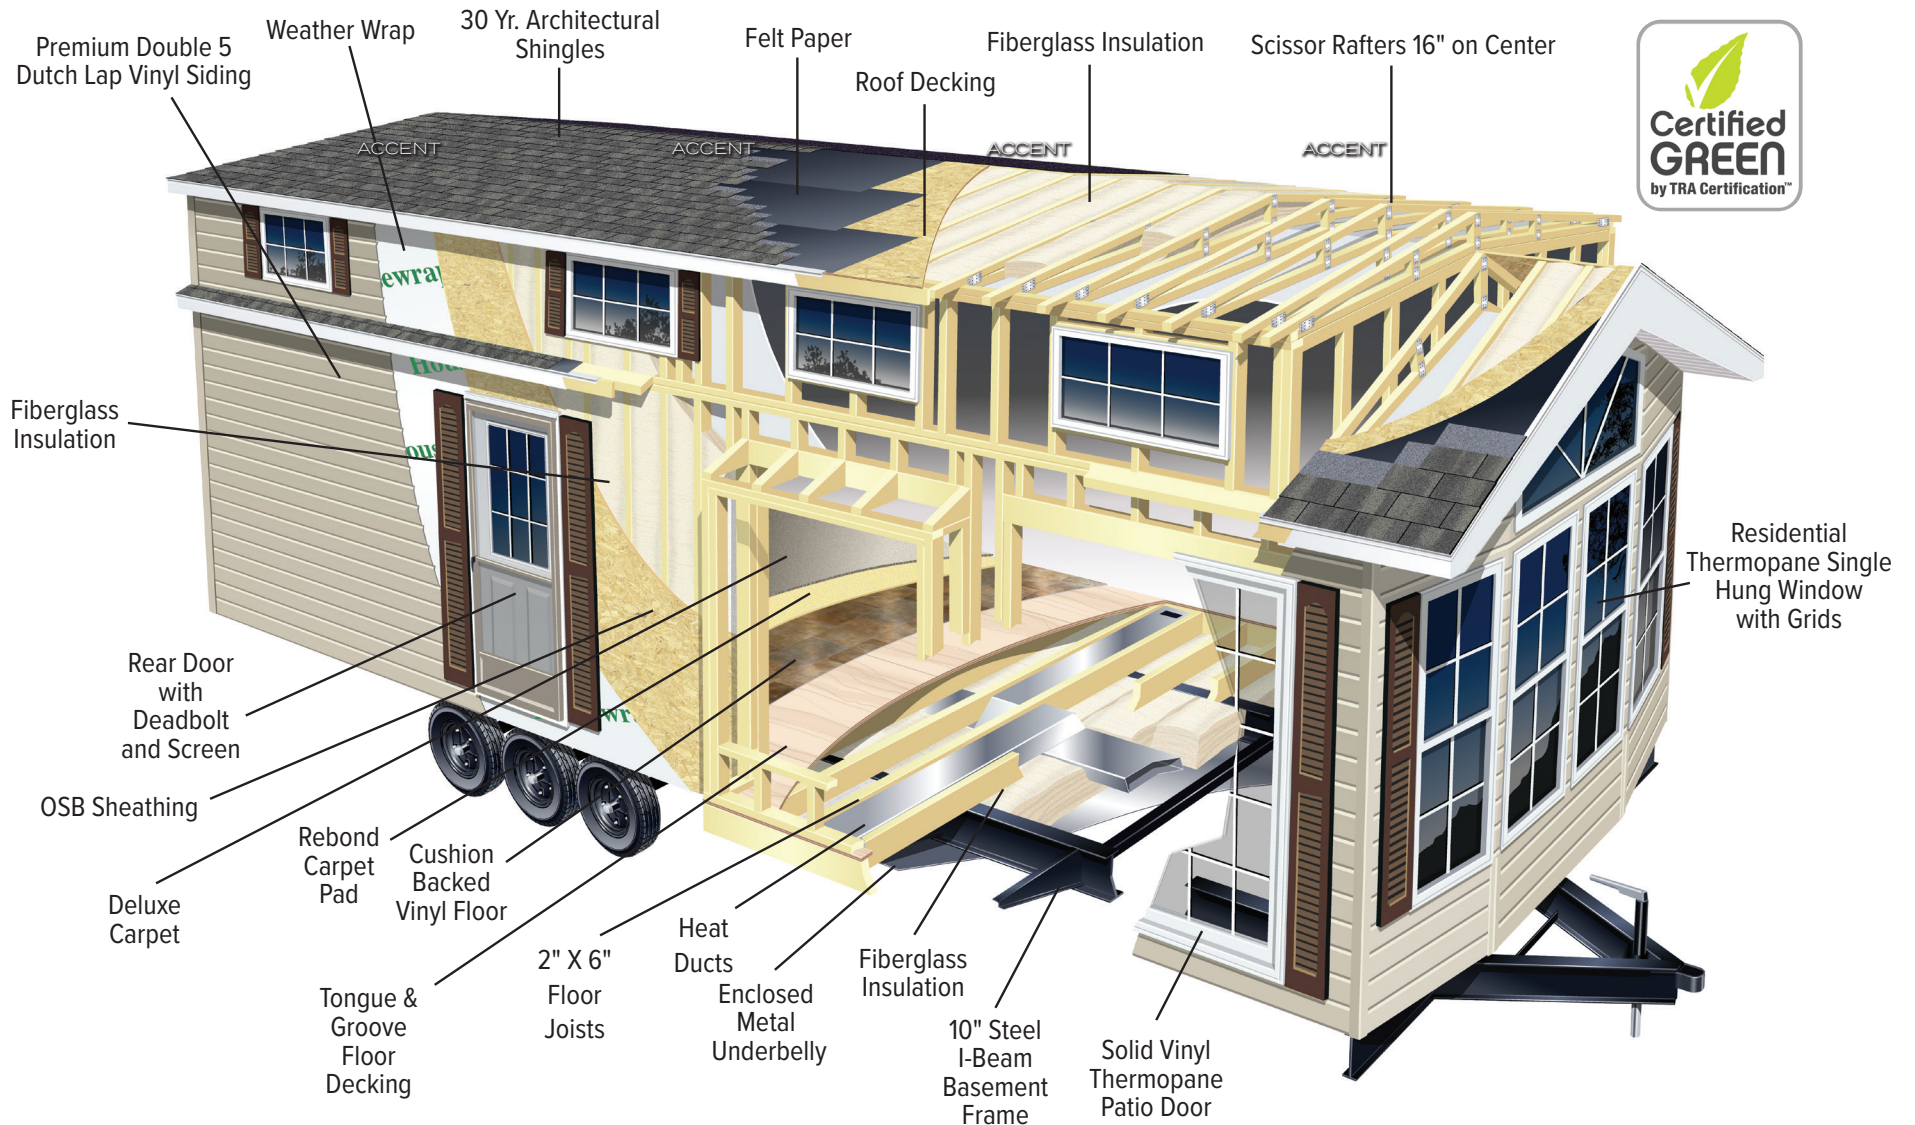 Premium Double 5
Dutch Lap Vinyl Siding
Weather Wrap
30 Yr. Architectural
Shingles
Felt Paper
Roof Decking
Fiberglass Insulation
Scissor Rafters 16" on Center
Certified
GREEN
by TRA Certification™
ACCENT
ACCENT
ACCENT
ACCENT
ewrap
Hou
ous
wr
Fiberglass
Insulation
Residential
Thermopane Single
Hung Window
with Grids
Rear Door
with
Deadbolt
and Screen
OSB Sheathing
Deluxe
Carpet
Rebond
Carpet
Pad
Cushion
Backed
Vinyl Floor
Tongue &
Groove
Floor
Decking
2" X 6"
Floor
Joists
Heat
Ducts
Enclosed
Metal
Underbelly
Fiberglass
Insulation
10" Steel
I-Beam
Basement
Frame
Solid Vinyl
Thermopane
Patio Door